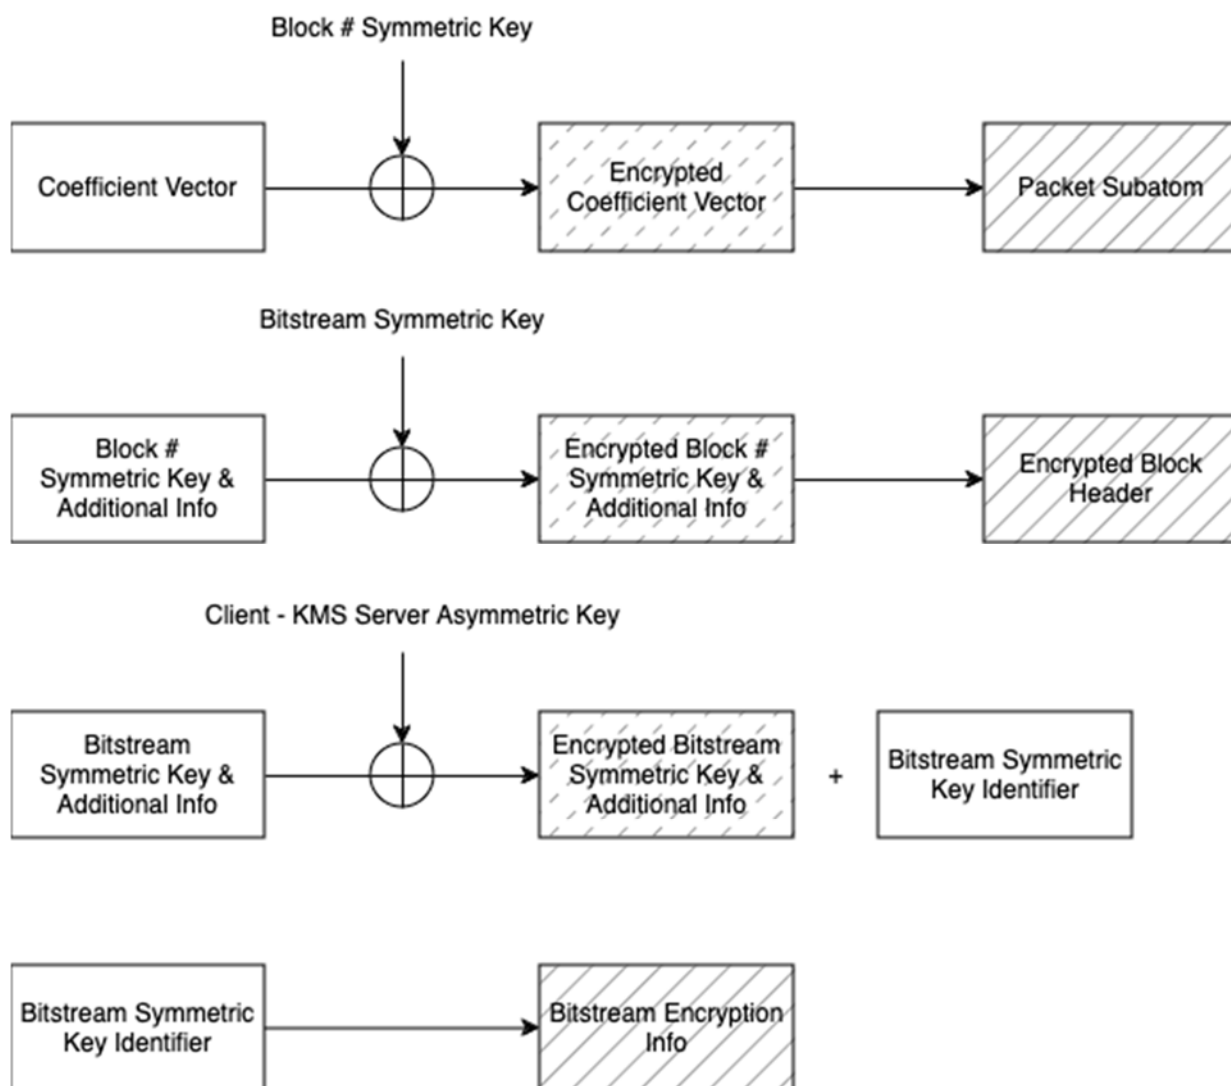 Block # Symmetric Key
Coefficient Vector
Encrypted
Coefficient Vector
Packet Subatom
Bitstream Symmetric Key
Block #
Symmetric Key &
Additional Info
Encrypted Block #
Symmetric Key &
Additional Info
Encrypted Block
Header
Client - KMS Server Asymmetric Key
Bitstream
Symmetric Key &
Additional Info
Encrypted Bitstream
Symmetric Key &
Additional Info
+
Bitstream Symmetric
Key Identifier
Bitstream Symmetric
Key Identifier
Bitstream Encryption
Info